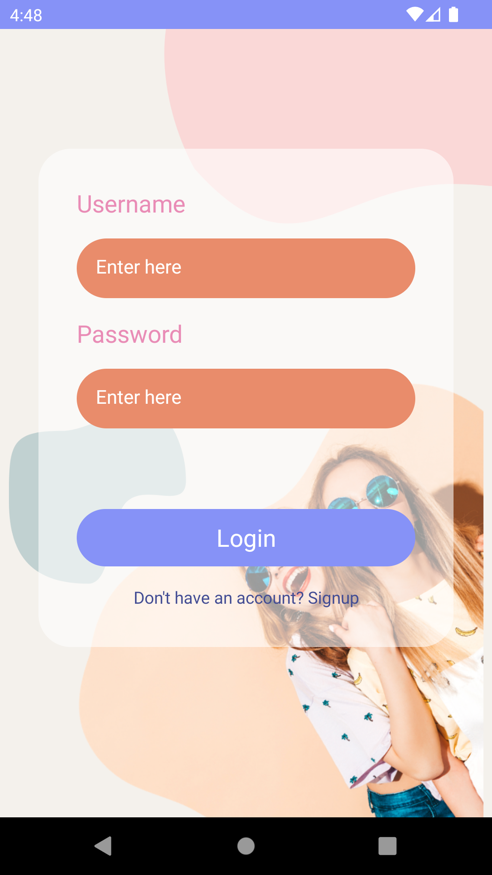 4:48
Username
Enter here
Password
Enter here
Login
Don't have an account? Signup